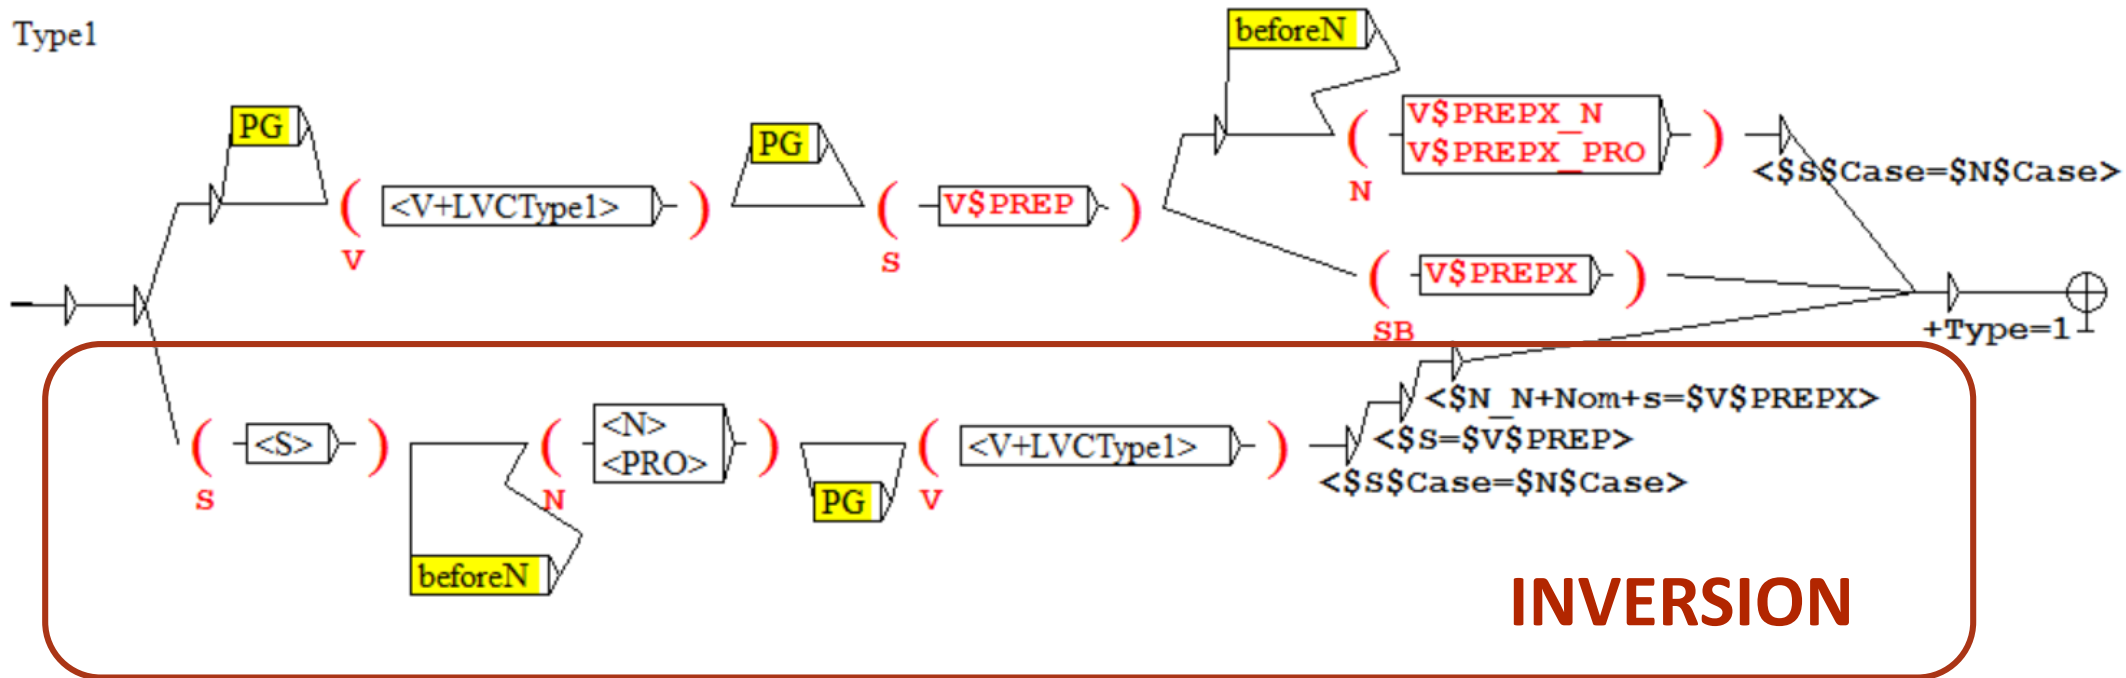 Type1
beforeN
PG
PG
( <V+LVCType1> )
V
( V$PREP )
S
( V$PREPX_N
V$PREPX_PRO )
N
<$S$Case=$N$Case>
( V$PREPX )
SB
+Type=1
( <S> )
S
beforeN
( <N>
<PRO> )
N
PG
( <V+LVCType1> )
V
<$N_N+Nom+s=$V$PREPX>
<$S=$V$PREP>
<$S$Case=$N$Case>
INVERSION